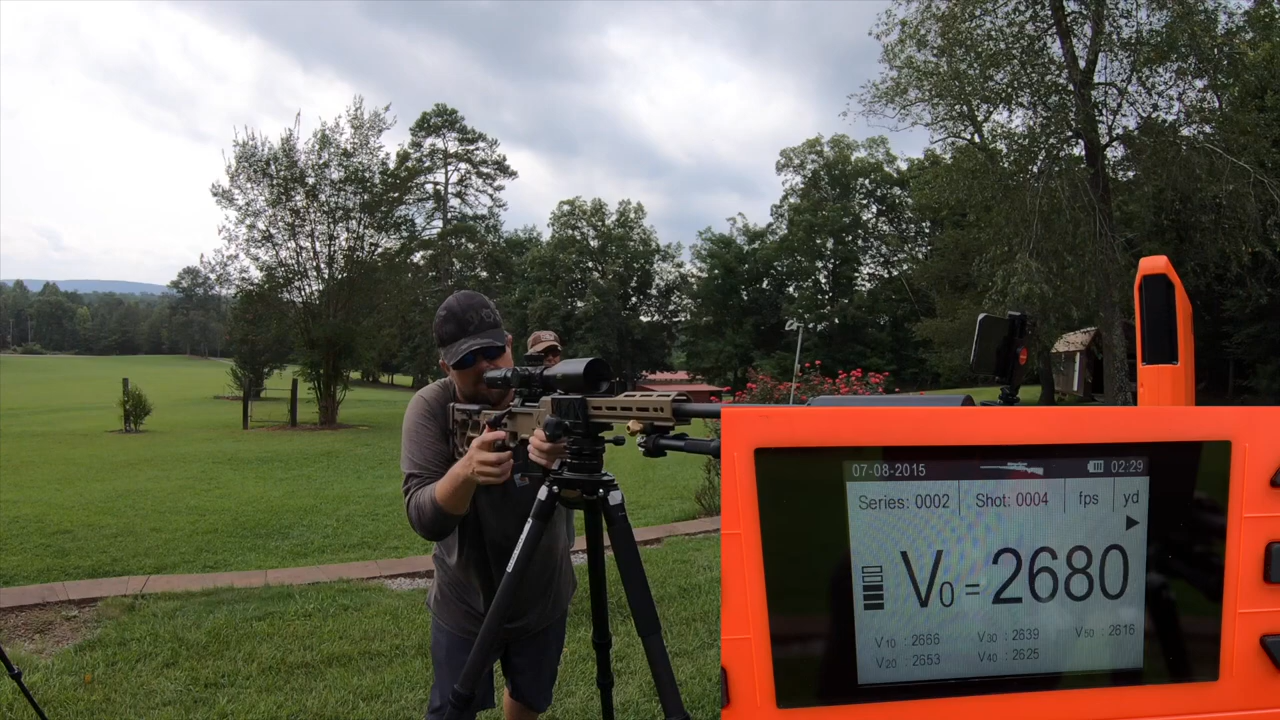 07-08-2015 02:29
Series: 0002 Shot: 0004 fps yd
V0 = 2680
V10 : 2666 V30 : 2639 V50 : 2616
V20 : 2653 V40 : 2625